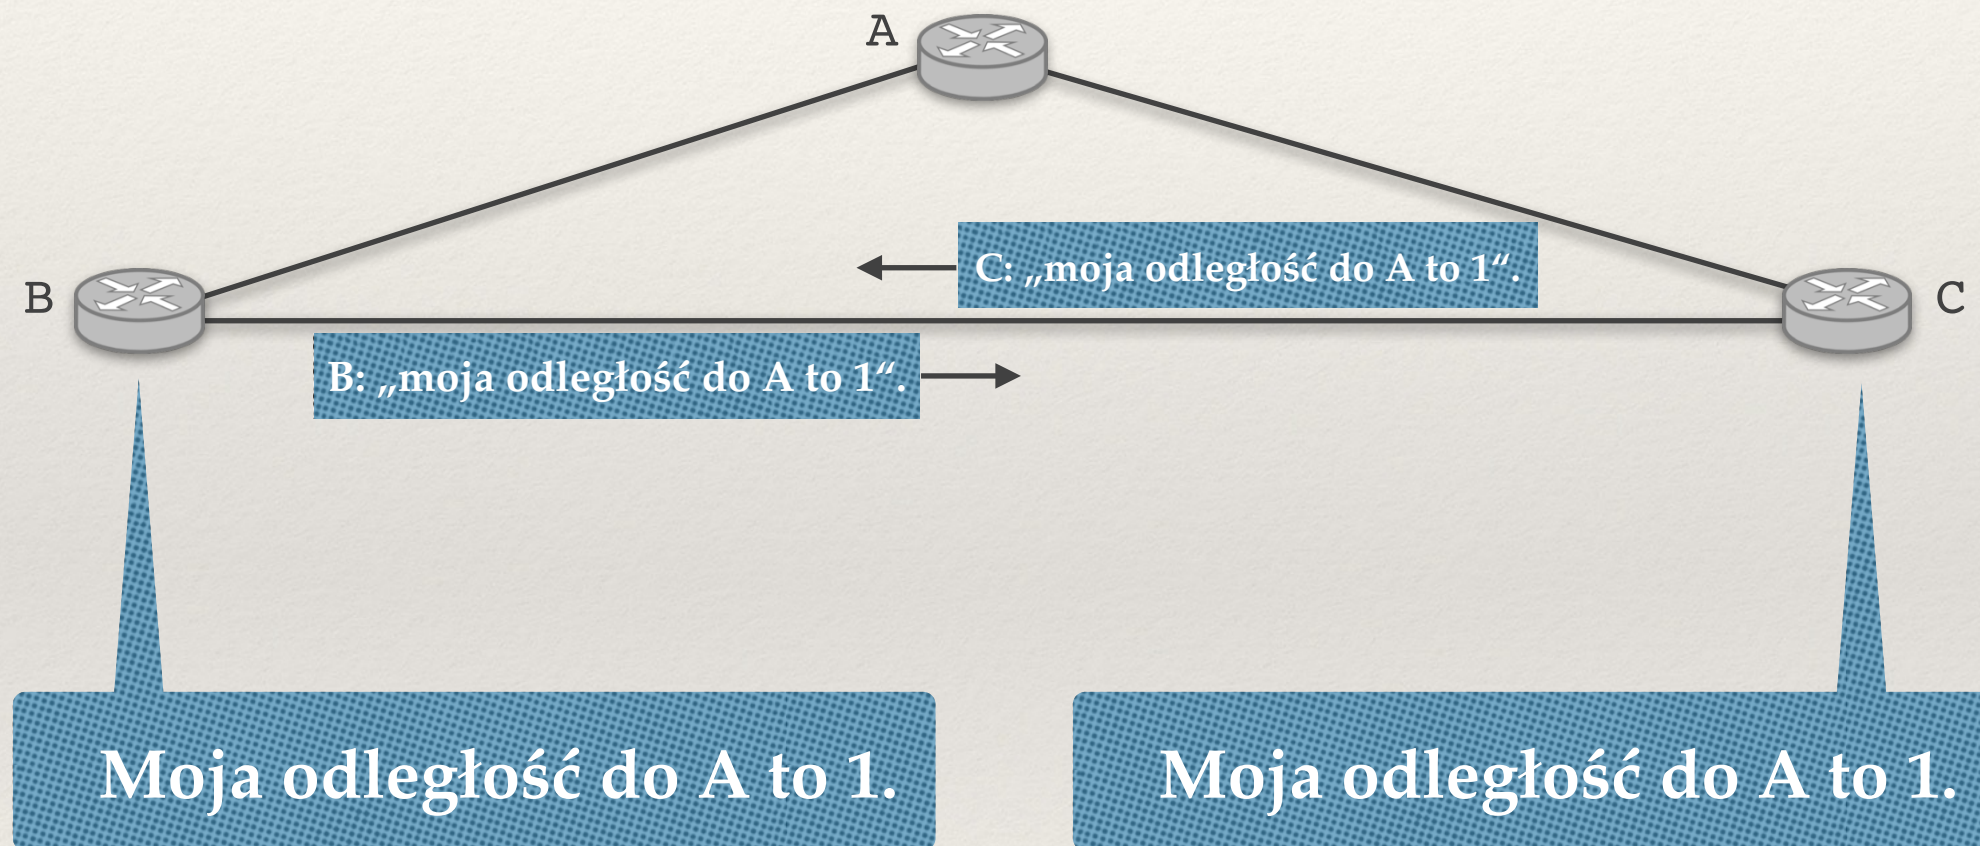 A
C: „moja odległość do A to 1“.
B
C
B: „moja odległość do A to 1“.
Moja odległość do A to 1.
Moja odległość do A to 1.